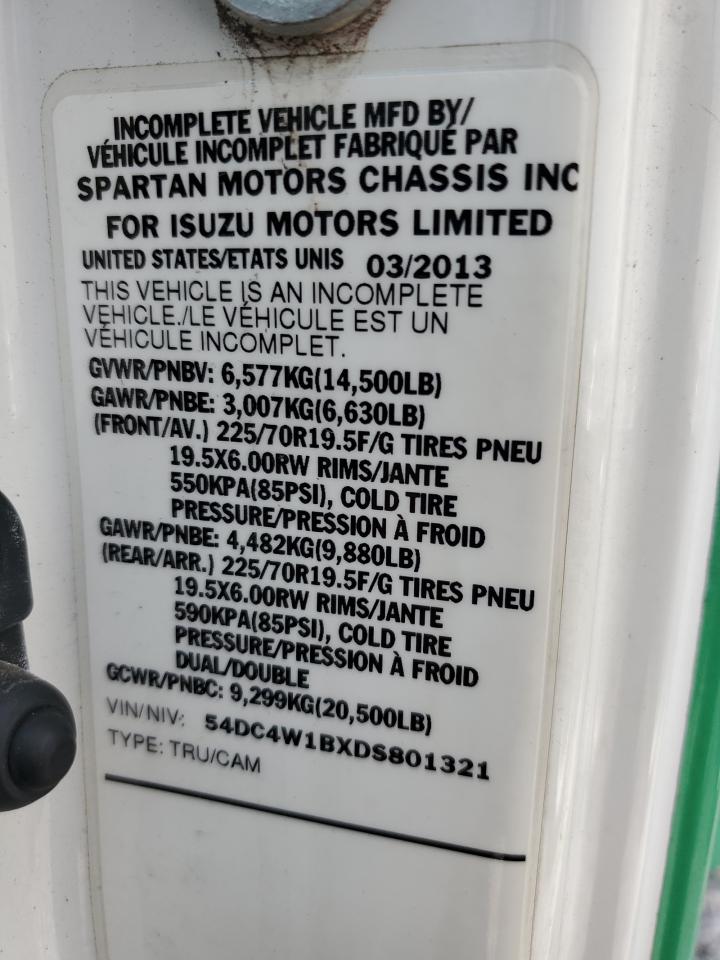 INCOMPLETE VEHICLE MFD BY/
VÉHICULE INCOMPLET FABRIQUÉ PAR
SPARTAN MOTORS CHASSIS INC
FOR ISUZU MOTORS LIMITED
UNITED STATES/ETATS UNIS 03/2013
THIS VEHICLE IS AN INCOMPLETE
VEHICLE./LE VÉHICULE EST UN
VÉHICULE INCOMPLET.
GVWR/PNBV: 6,577KG(14,500LB)
GAWR/PNBE: 3,007KG(6,630LB)
(FRONT/AV.) 225/70R19.5F/G TIRES PNEU
19.5X6.00RW RIMS/JANTE
550KPA(85PSI), COLD TIRE
PRESSURE/PRESSION À FROID
GAWR/PNBE: 4,482KG(9,880LB)
(REAR/ARR.) 225/70R19.5F/G TIRES PNEU
19.5X6.00RW RIMS/JANTE
590KPA(85PSI), COLD TIRE
PRESSURE/PRESSION À FROID
DUAL/DOUBLE
GCWR/PNBC: 9,299KG(20,500LB)
VIN/NIV: 54DC4W1BXDS801321
TYPE: TRU/CAM